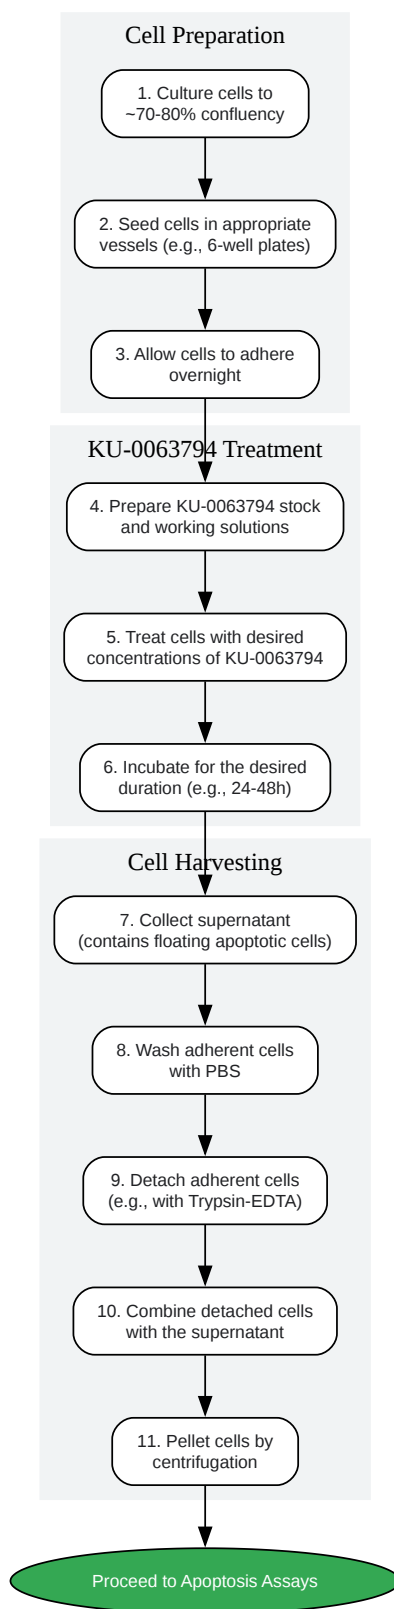 Cell Preparation
1. Culture cells to
~70-80% confluency
2. Seed cells in appropriate
vessels (e.g., 6-well plates)
3. Allow cells to adhere
overnight
KU-0063794 Treatment
4. Prepare KU-0063794 stock
and working solutions
5. Treat cells with desired
concentrations of KU-0063794
6. Incubate for the desired
duration (e.g., 24-48h)
Cell Harvesting
7. Collect supernatant
(contains floating apoptotic cells)
8. Wash adherent cells
with PBS
9. Detach adherent cells
(e.g., with Trypsin-EDTA)
10. Combine detached cells
with the supernatant
11. Pellet cells by
centrifugation
Proceed to Apoptosis Assays